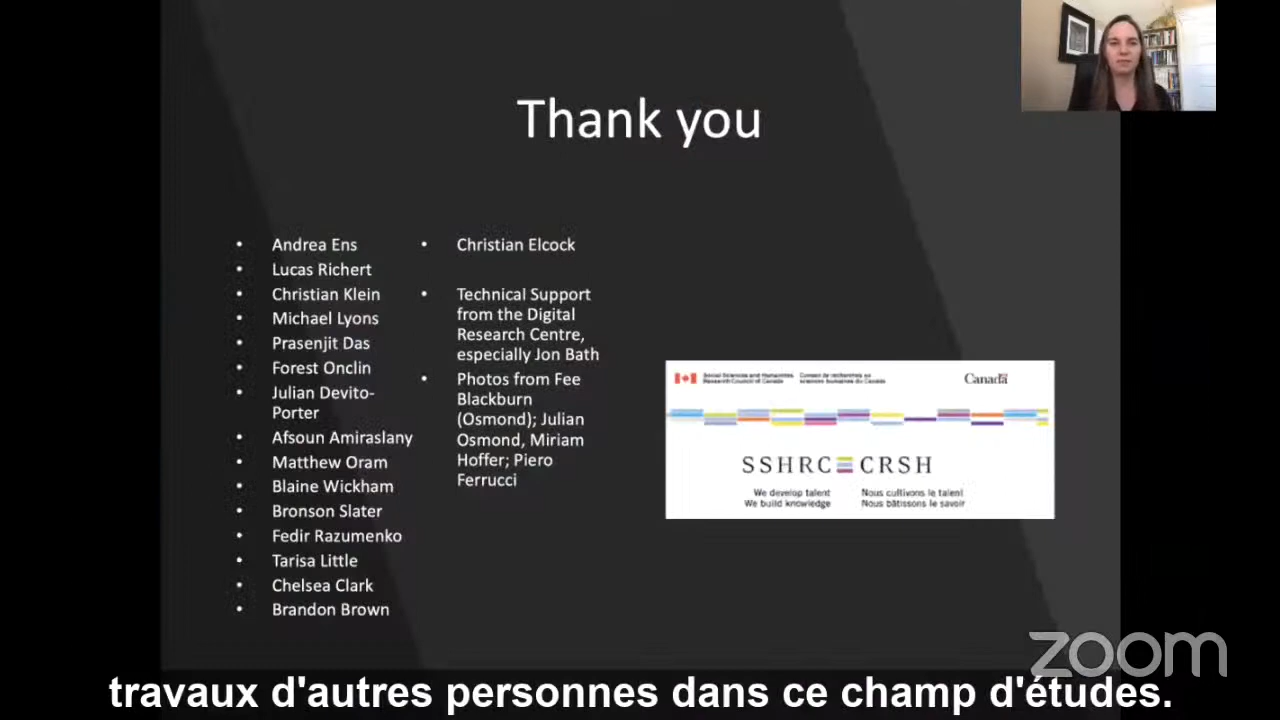 Thank you
Andrea Ens
Lucas Richert
Christian Klein
Michael Lyons
Prasenjit Das
Forest Onclin
Julian Devito-
Porter
Afsoun Amiraslany
Matthew Oram
Blaine Wickham
Bronson Slater
Fedir Razumenko
Tarisa Little
Chelsea Clark
Brandon Brown
Christian Elcock
Technical Support
from the Digital
Research Centre,
especially Jon Bath
Photos from Fee
Blackburn
(Osmond); Julian
Osmond, Miriam
Hoffer; Piero
Ferrucci
Social Sciences and Humanities
Research Council of Canada
Conseil de recherches en
sciences humaines du Canada
Canada
SSHRC CRSH
We develop talent
We build knowledge
Nous cultivons le talent
Nous bâtissons le savoir
zoom
travaux d'autres personnes dans ce champ d'études.